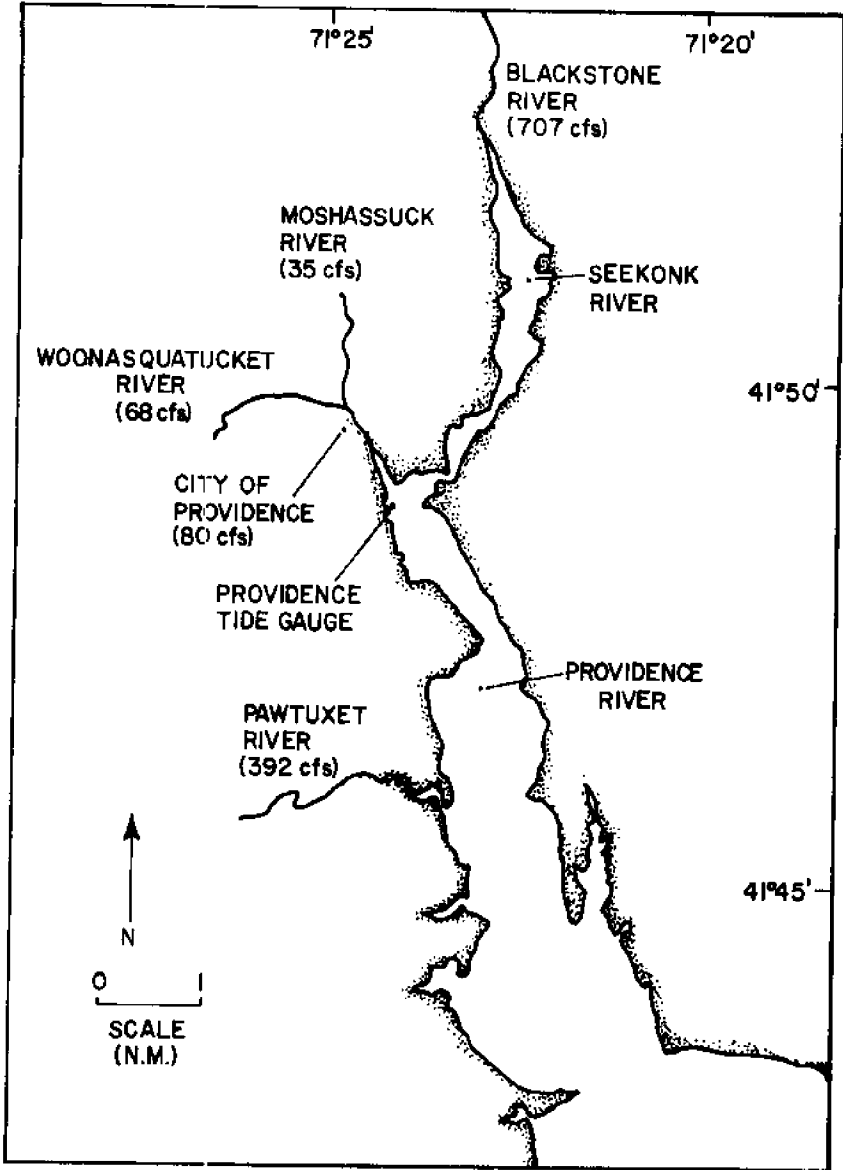 71°25'
71°20'
BLACKSTONE
RIVER
(707 cfs)
MOSHASSUCK
RIVER
(35 cfs)
SEEKONK
RIVER
WOONASQUATUCKET
RIVER
(68 cfs)
41°50'
CITY OF
PROVIDENCE
(80 cfs)
PROVIDENCE
TIDE GAUGE
PROVIDENCE
RIVER
PAWTUXET
RIVER
(392 cfs)
41°45'
N
0 1
SCALE
(N.M.)